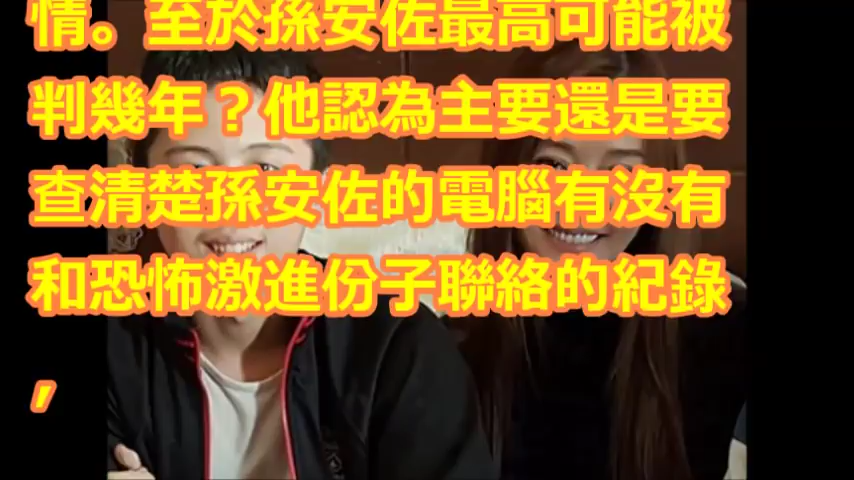 情。至於孫安佐最高可能被
判幾年？他認為主要還是要
查清楚孫安佐的電腦有沒有
和恐怖激進份子聯絡的紀錄
，